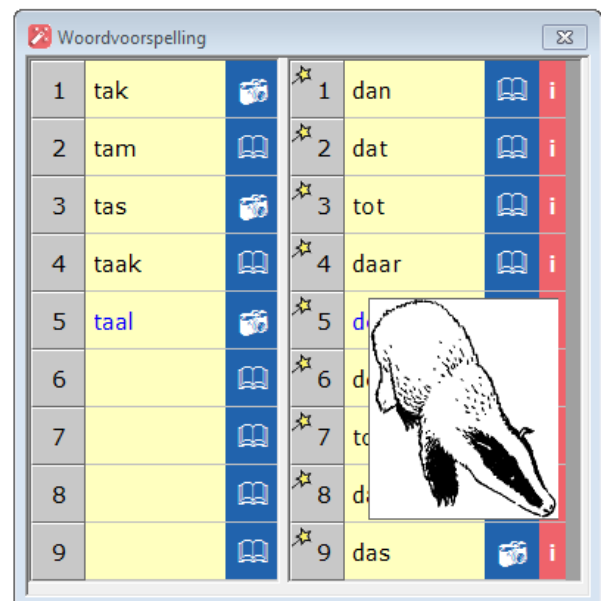 Woordvoorspelling
1 tak
2 tam
3 tas
4 taak
5 taal
6
7
8
9
1 dan i
2 dat i
3 tot i
4 daar i
5
6
7
8
9 das i